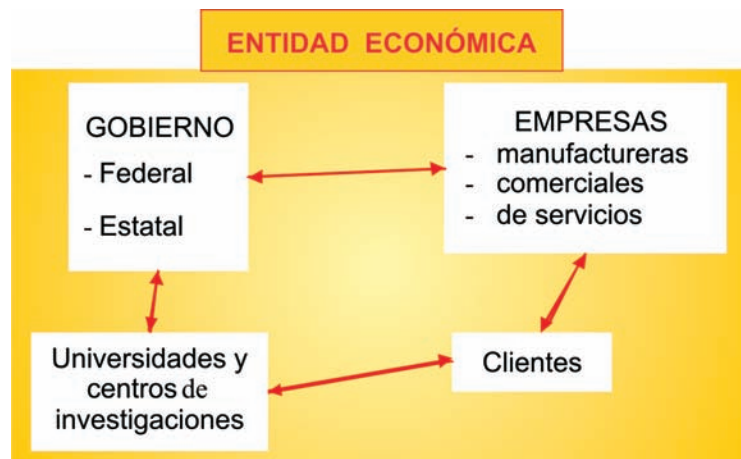 ENTIDAD ECONÓMICA
GOBIERNO
- Federal
- Estatal
EMPRESAS
- manufactureras
- comerciales
- de servicios
Universidades y
centros de
investigaciones
Clientes